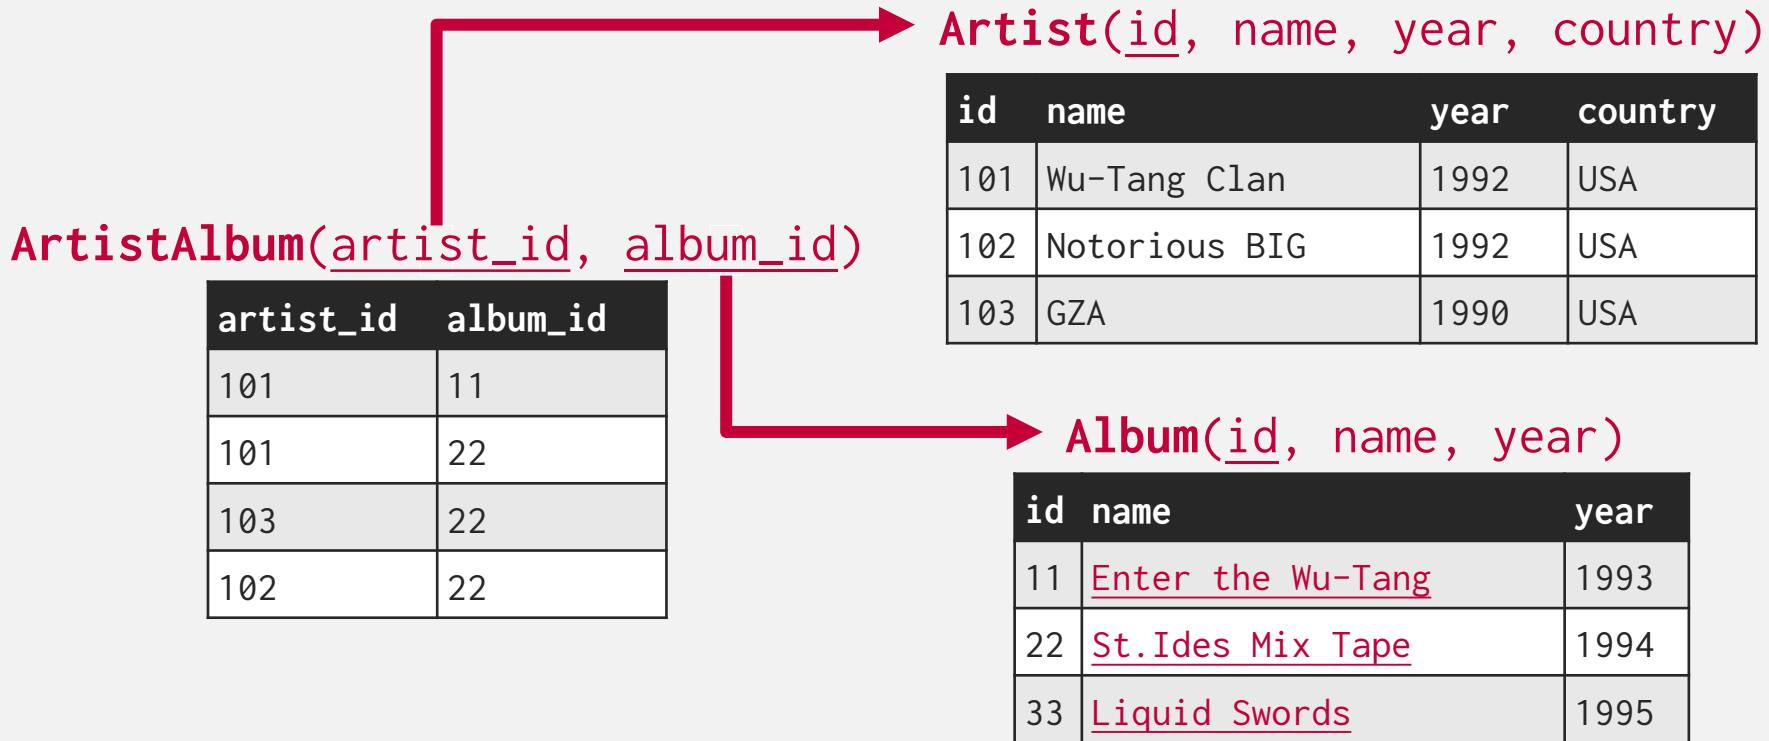 Artist(id, name, year, country)
id name year country
101 Wu-Tang Clan 1992 USA
102 Notorious BIG 1992 USA
103 GZA 1990 USA
ArtistAlbum(artist_id, album_id)
artist_id album_id
101 11
101 22
103 22
102 22
Album(id, name, year)
id name year
11 Enter the Wu-Tang 1993
22 St.Ides Mix Tape 1994
33 Liquid Swords 1995